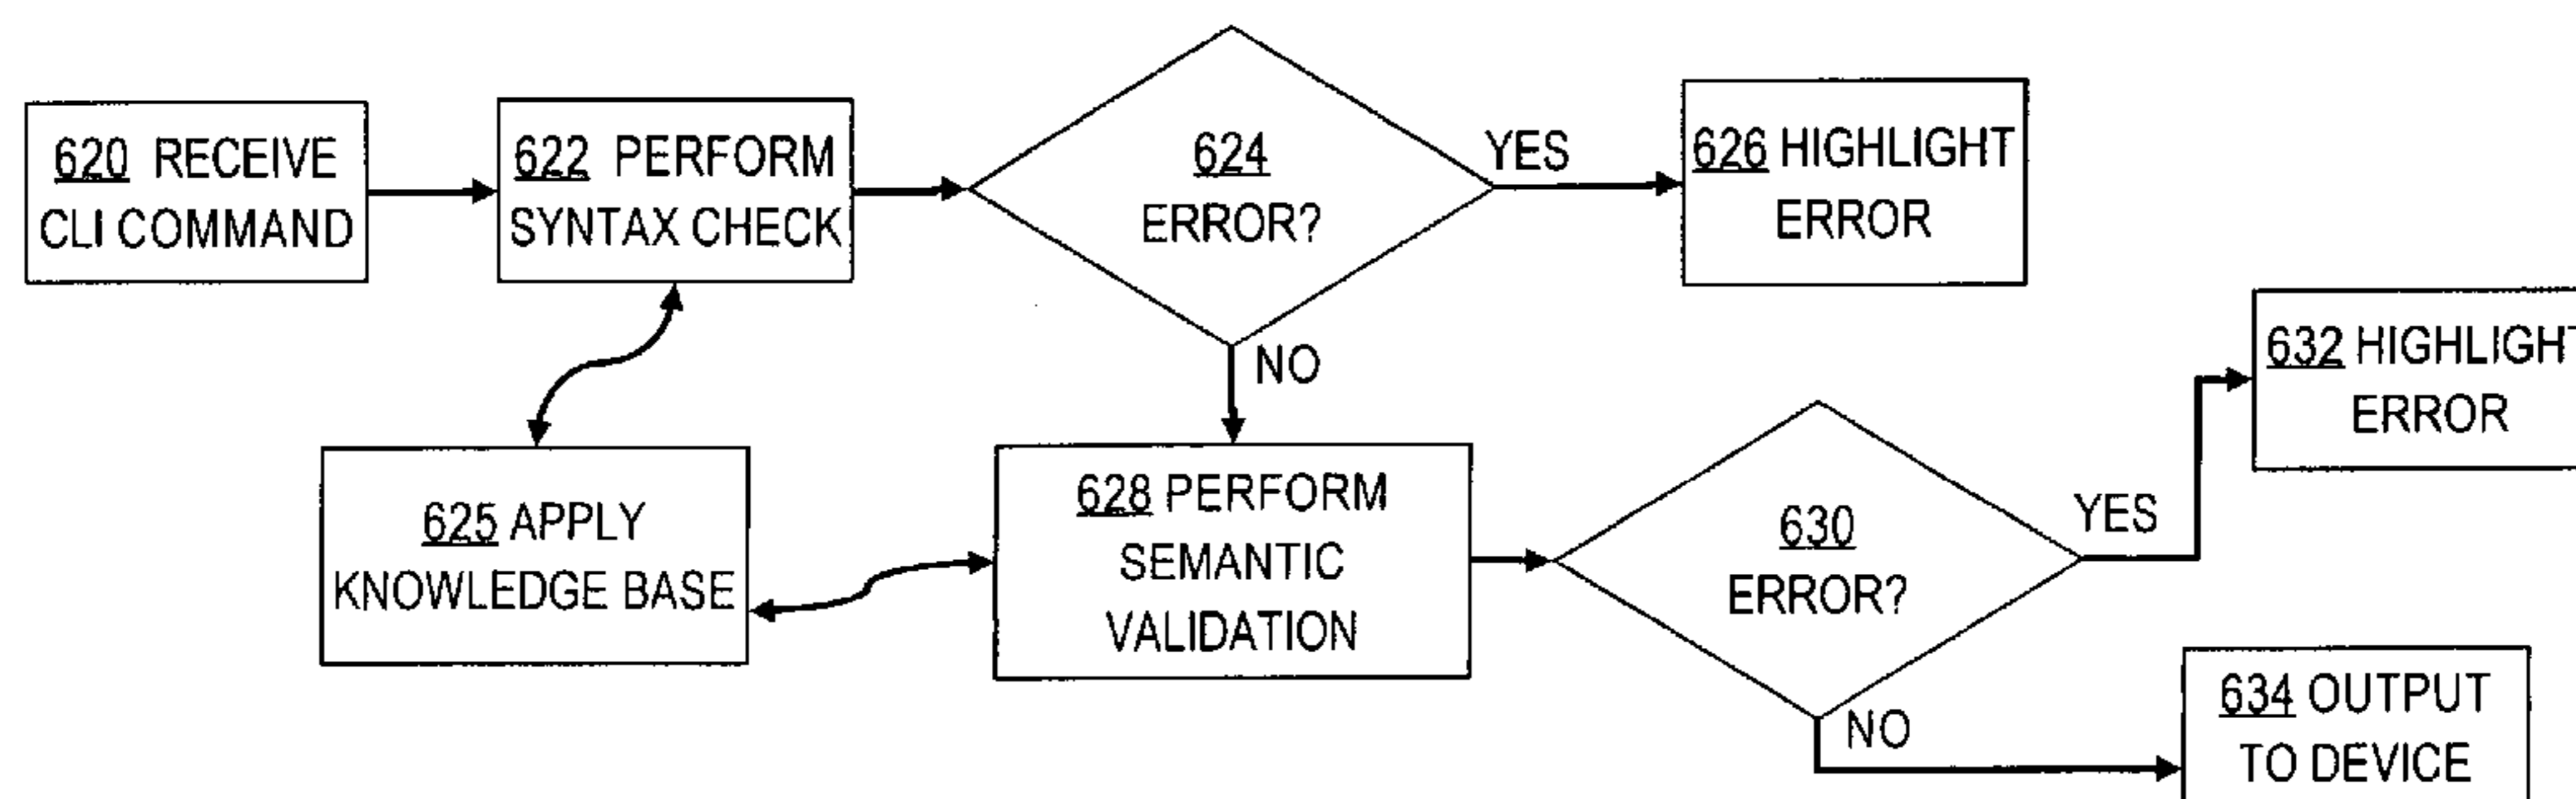 620 RECEIVE
CLI COMMAND
622 PERFORM
SYNTAX CHECK
624
ERROR?
YES
626 HIGHLIGHT
ERROR
NO
625 APPLY
KNOWLEDGE BASE
628 PERFORM
SEMANTIC
VALIDATION
630
ERROR?
YES
632 HIGHLIGHT
ERROR
NO
634 OUTPUT
TO DEVICE